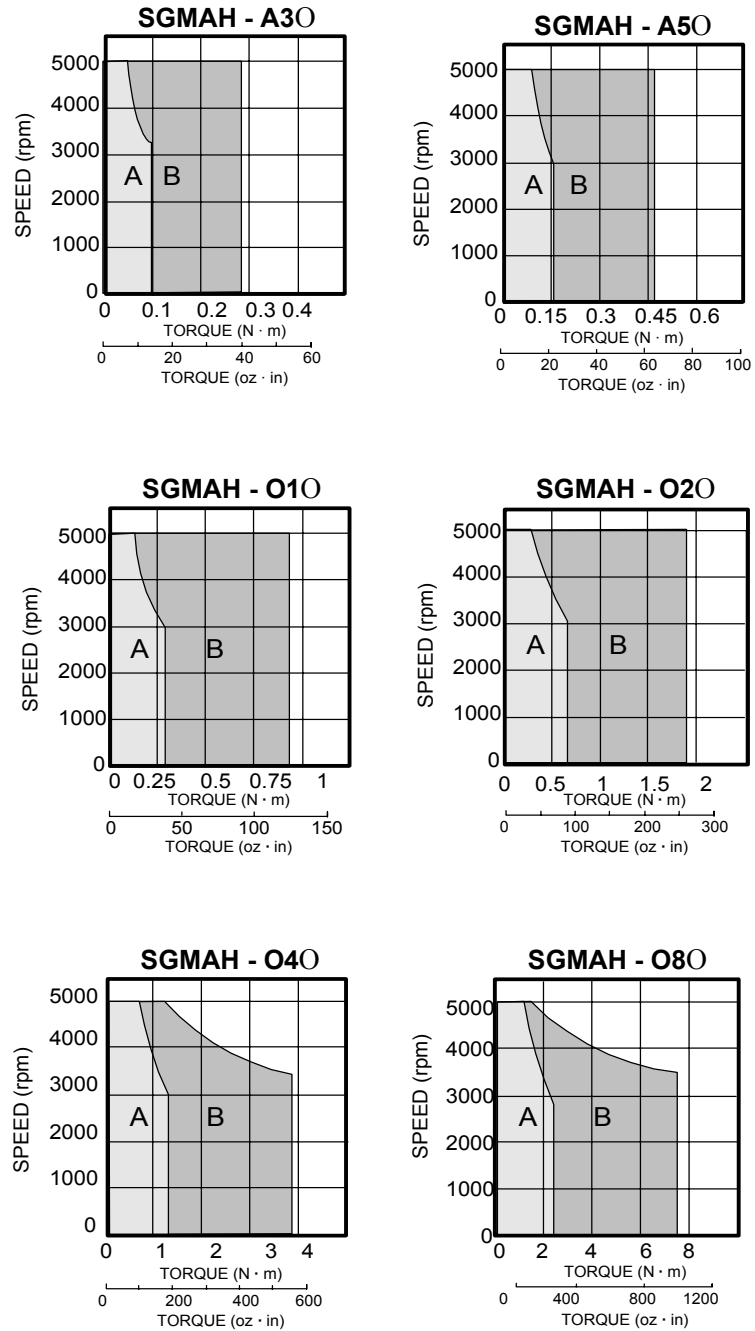 SGMAH - A3O
5000
4000
3000
2000
1000
0
SPEED (rpm)
A B
0 0.1 0.2 0.3 0.4
TORQUE (N · m)
0 20 40 60
TORQUE (oz · in)
SGMAH - A5O
5000
4000
3000
2000
1000
0
SPEED (rpm)
A B
0 0.15 0.3 0.45 0.6
TORQUE (N · m)
0 20 40 60 80 100
TORQUE (oz · in)
SGMAH - O1O
5000
4000
3000
2000
1000
0
SPEED (rpm)
A B
0 0.25 0.5 0.75 1
TORQUE (N · m)
0 50 100 150
TORQUE (oz · in)
SGMAH - O2O
5000
4000
3000
2000
1000
0
SPEED (rpm)
A B
0 0.5 1 1.5 2
TORQUE (N · m)
0 100 200 300
TORQUE (oz · in)
SGMAH - O4O
5000
4000
3000
2000
1000
0
SPEED (rpm)
A B
0 1 2 3 4
TORQUE (N · m)
0 200 400 600
TORQUE (oz · in)
SGMAH - O8O
5000
4000
3000
2000
1000
0
SPEED (rpm)
A B
0 2 4 6 8
TORQUE (N · m)
0 400 800 1200
TORQUE (oz · in)